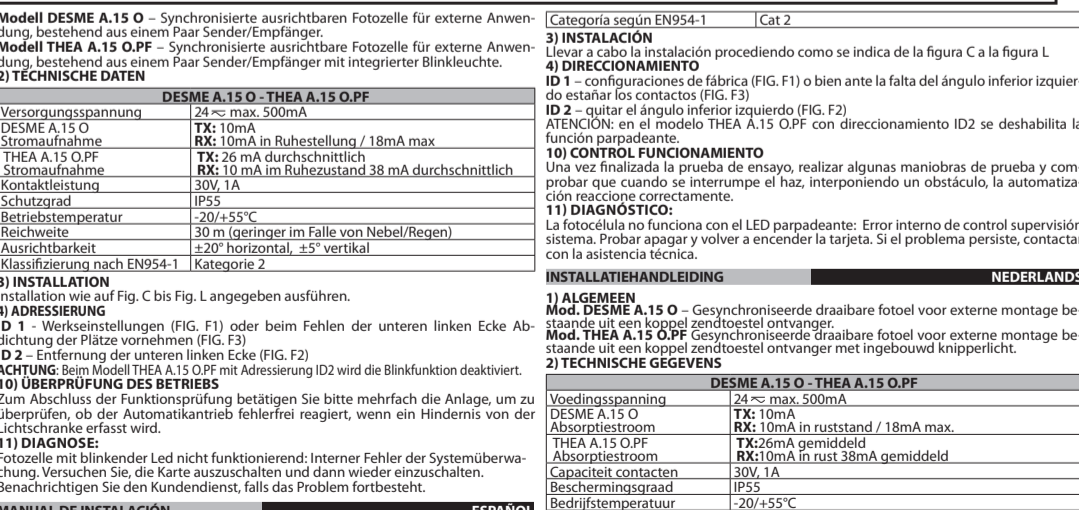 Modell DESME A.15 O – Synchronisierte ausrichtbaren Fotozelle für externe Anwen-
dung, bestehend aus einem Paar Sender/Empfänger.
Modell THEA A.15 O.PF – Synchronisierte ausrichtbare Fotozelle für externe Anwen-
dung, bestehend aus einem Paar Sender/Empfänger mit integrierter Blinkleuchte.
2) TECHNISCHE DATEN
DESME A.15 O - THEA A.15 O.PF
Versorgungsspannung 24 ⏦ max. 500mA
DESME A.15 O TX: 10mA
Stromaufnahme RX: 10mA in Ruhestellung / 18mA max
THEA A.15 O.PF TX: 26 mA durchschnittlich
Stromaufnahme RX: 10 mA im Ruhezustand 38 mA durchschnittlich
Kontaktleistung 30V, 1A
Schutzgrad IP55
Betriebstemperatur -20/+55°C
Reichweite 30 m (geringer im Falle von Nebel/Regen)
Ausrichtbarkeit ±20° horizontal, ±5° vertikal
Klassifizierung nach EN954-1 Kategorie 2
3) INSTALLATION
Installation wie auf Fig. C bis Fig. L angegeben ausführen.
4) ADRESSIERUNG
ID 1 - Werkseinstellungen (FIG. F1) oder beim Fehlen der unteren linken Ecke Ab-
dichtung der Plätze vornehmen (FIG. F3)
ID 2 – Entfernung der unteren linken Ecke (FIG. F2)
ACHTUNG: Beim Modell THEA A.15 O.PF mit Adressierung ID2 wird die Blinkfunktion deaktiviert.
10) ÜBERPRÜFUNG DES BETRIEBS
Zum Abschluss der Funktionsprüfung betätigen Sie bitte mehrfach die Anlage, um zu
überprüfen, ob der Automatikantrieb fehlerfrei reagiert, wenn ein Hindernis von der
Lichtschranke erfasst wird.
11) DIAGNOSE:
Fotozelle mit blinkender Led nicht funktionierend: Interner Fehler der Systemüberwa-
chung. Versuchen Sie, die Karte auszuschalten und dann wieder einzuschalten.
Benachrichtigen Sie den Kundendienst, falls das Problem fortbesteht.
MANUAL DE INSTALACIÓN ESPAÑOL
Categoría según EN954-1 Cat 2
3) INSTALACIÓN
Llevar a cabo la instalación procediendo como se indica de la figura C a la figura L
4) DIRECCIONAMIENTO
ID 1 – configuraciones de fábrica (FIG. F1) o bien ante la falta del ángulo inferior izquier-
do estañar los contactos (FIG. F3)
ID 2 – quitar el ángulo inferior izquierdo (FIG. F2)
ATENCIÓN: en el modelo THEA A.15 O.PF con direccionamiento ID2 se deshabilita la
función parpadeante.
10) CONTROL FUNCIONAMIENTO
Una vez finalizada la prueba de ensayo, realizar algunas maniobras de prueba y com-
probar que cuando se interrumpe el haz, interponiendo un obstáculo, la automatiza-
ción reaccione correctamente.
11) DIAGNÓSTICO:
La fotocélula no funciona con el LED parpadeante: Error interno de control supervisión
sistema. Probar apagar y volver a encender la tarjeta. Si el problema persiste, contactar
con la asistencia técnica.
INSTALLATIEHANDLEIDING NEDERLANDS
1) ALGEMEEN
Mod. DESME A.15 O – Gesynchroniseerde draaibare fotoel voor externe montage be-
staande uit een koppel zendtoestel ontvanger.
Mod. THEA A.15 O.PF Gesynchroniseerde draaibare fotoel voor externe montage be-
staande uit een koppel zendtoestel ontvanger met ingebouwd knipperlicht.
2) TECHNISCHE GEGEVENS
DESME A.15 O - THEA A.15 O.PF
Voedingsspanning 24 ⏦ max. 500mA
DESME A.15 O TX: 10mA
Absorptiestroom RX: 10mA in ruststand / 18mA max.
THEA A.15 O.PF TX:26mA gemiddeld
Absorptiestroom RX:10mA in rust 38mA gemiddeld
Capaciteit contacten 30V, 1A
Beschermingsgraad IP55
Bedrijfstemperatuur -20/+55°C